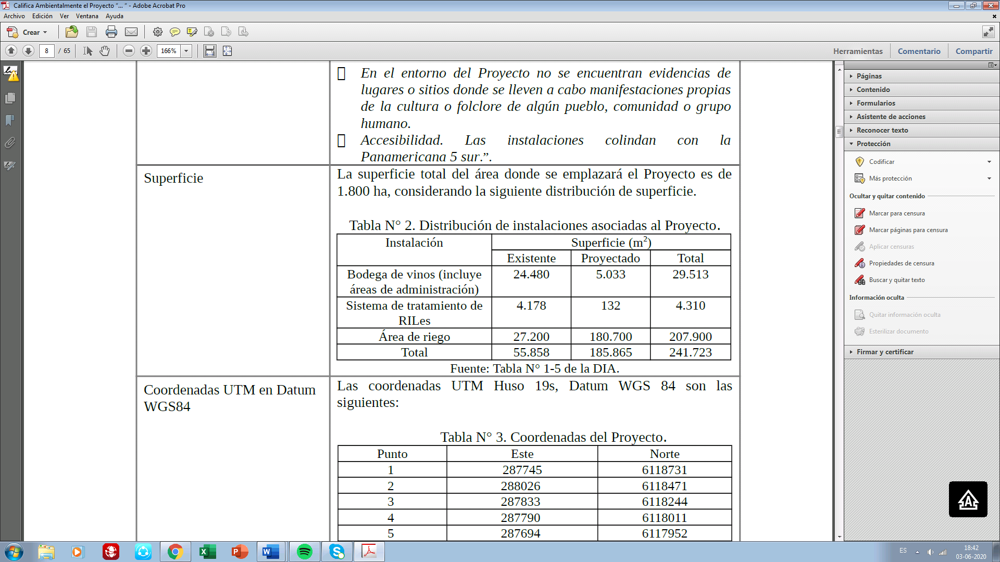 Califica Ambientalmente el Proyecto "... " - Adobe Acrobat Pro
Archivo Edición Ver Ventana Ayuda
Crear
8 / 65 166% Herramientas Comentario Compartir
En el entorno del Proyecto no se encuentran evidencias de
lugares o sitios donde se lleven a cabo manifestaciones propias
de la cultura o folclore de algún pueblo, comunidad o grupo
humano.
Accesibilidad. Las instalaciones colindan con la
Panamericana 5 sur.”.
Superficie
La superficie total del área donde se emplazará el Proyecto es de
1.800 ha, considerando la siguiente distribución de superficie.
Tabla N° 2. Distribución de instalaciones asociadas al Proyecto.
Instalación Superficie (m²)
Existente Proyectado Total
Bodega de vinos (incluye 24.480 5.033 29.513
áreas de administración)
Sistema de tratamiento de 4.178 132 4.310
RILes
Área de riego 27.200 180.700 207.900
Total 55.858 185.865 241.723
Fuente: Tabla N° 1-5 de la DIA.
Coordenadas UTM en Datum
WGS84
Las coordenadas UTM Huso 19s, Datum WGS 84 son las
siguientes:
Tabla N° 3. Coordenadas del Proyecto.
Punto Este Norte
1 287745 6118731
2 288026 6118471
3 287833 6118244
4 287790 6118011
5 287694 6117952
Páginas
Contenido
Formularios
Asistente de acciones
Reconocer texto
Protección
Codificar
Más protección
Ocultar y quitar contenido
Marcar para censura
Marcar páginas para censura
Aplicar censuras
Propiedades de censura
Buscar y quitar texto
Información oculta
Quitar información oculta
Esterilizar documento
Firmar y certificar
A
ES
18:42
03-06-2020